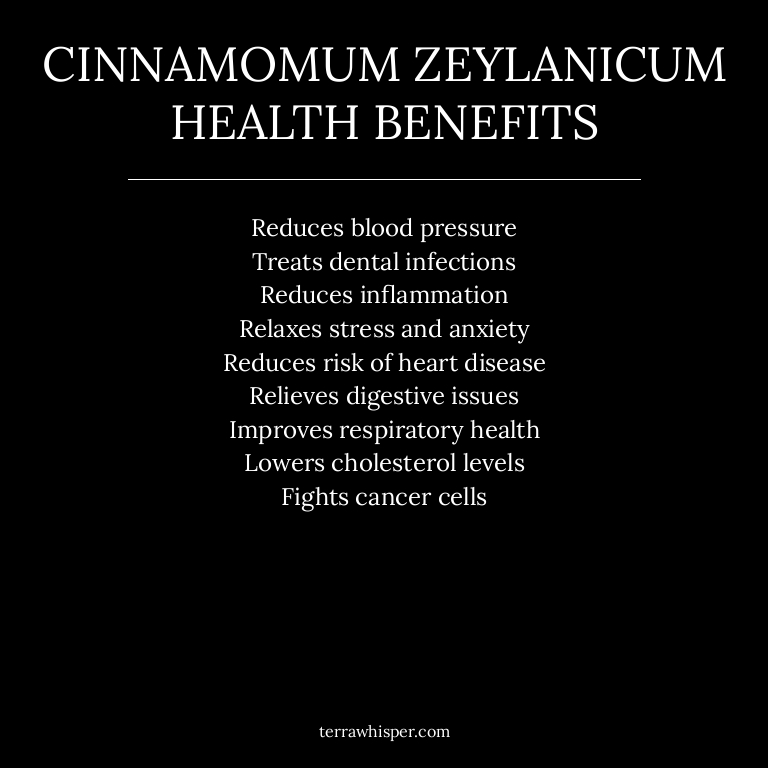 CINNAMOMUM ZEYLANICUM
HEALTH BENEFITS
Reduces blood pressure
Treats dental infections
Reduces inflammation
Relaxes stress and anxiety
Reduces risk of heart disease
Relieves digestive issues
Improves respiratory health
Lowers cholesterol levels
Fights cancer cells
terrawhisper.com